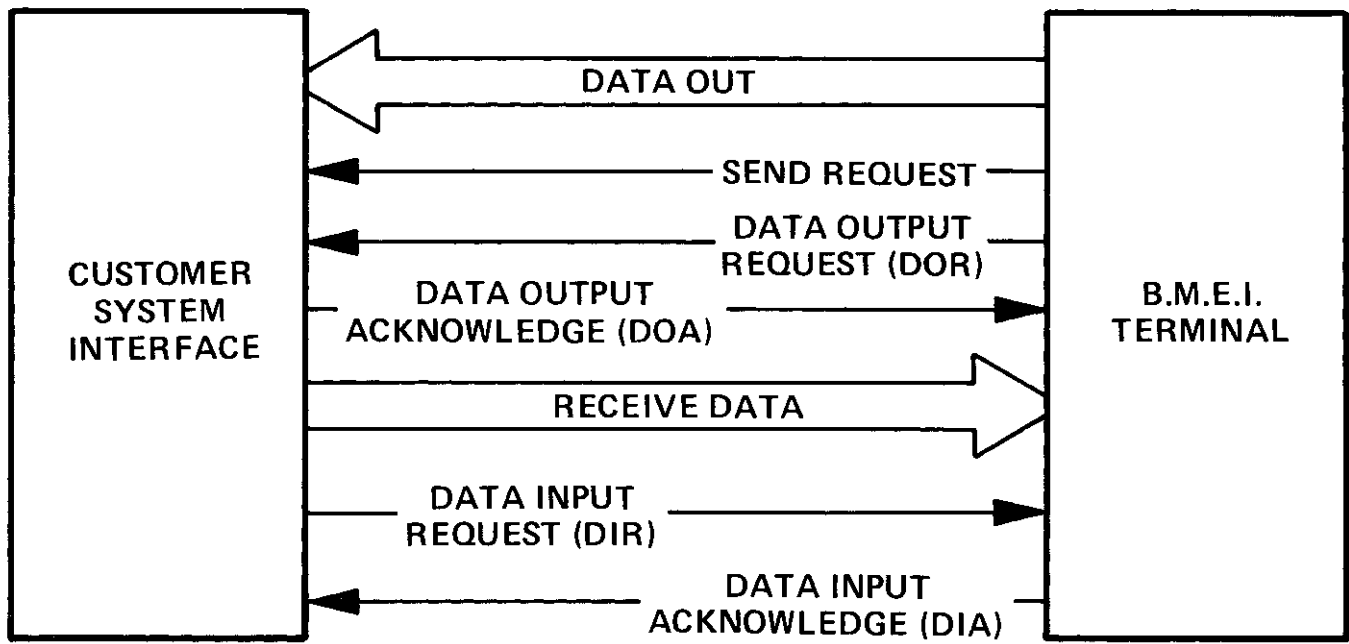 DATA OUT
SEND REQUEST
DATA OUTPUT
REQUEST (DOR)
CUSTOMER
SYSTEM
INTERFACE
DATA OUTPUT
ACKNOWLEDGE (DOA)
B.M.E.I.
TERMINAL
RECEIVE DATA
DATA INPUT
REQUEST (DIR)
DATA INPUT
ACKNOWLEDGE (DIA)